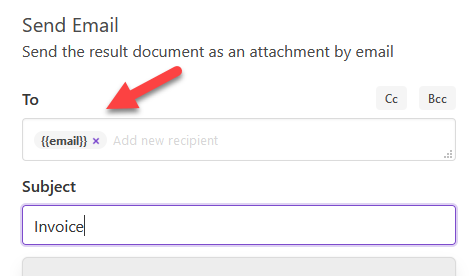 Send Email
Send the result document as an attachment by email
To Cc Bcc
{{email}} × Add new recipient
Subject
Invoice